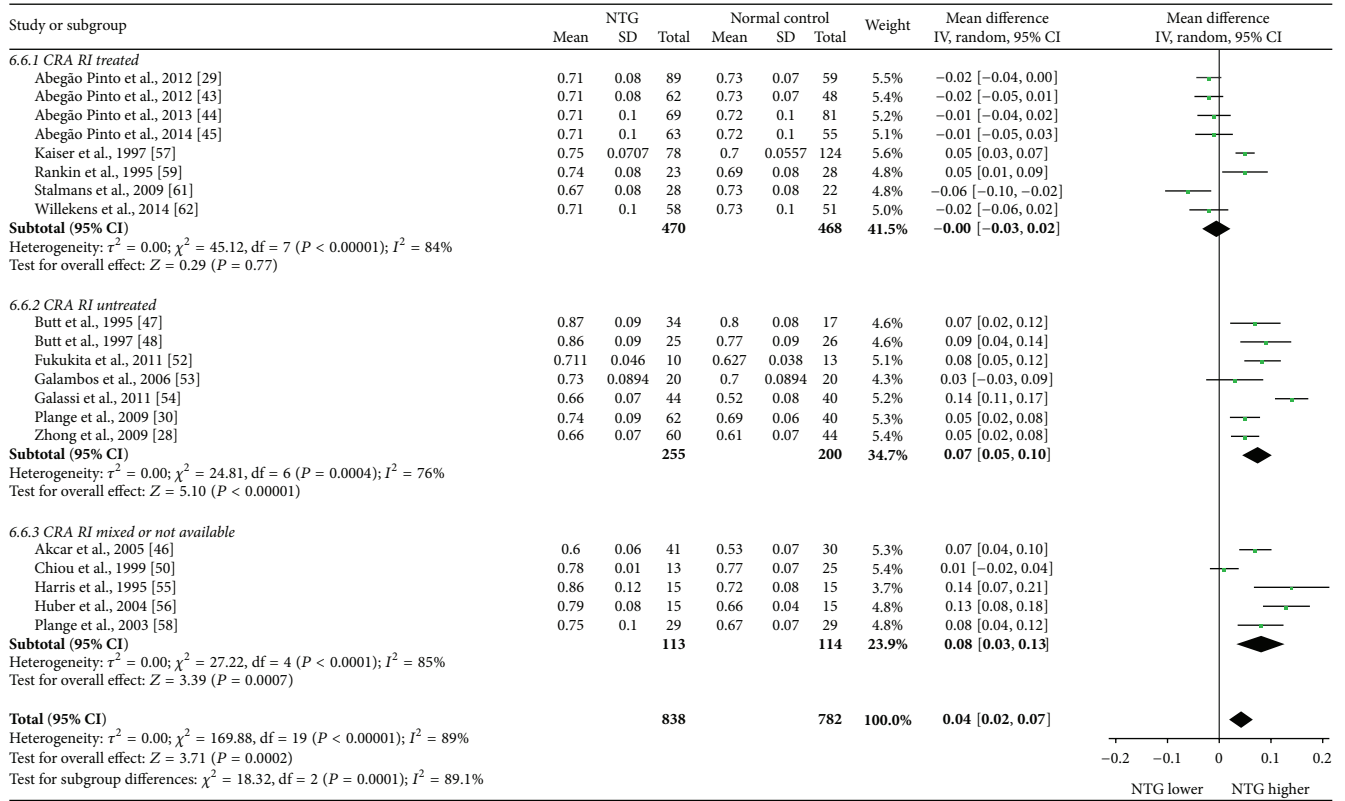 Study or subgroup NTG Normal control Weight Mean difference Mean difference
Mean SD Total Mean SD Total IV, random, 95% CI IV, random, 95% CI
6.6.1 CRA RI treated
Abegão Pinto et al., 2012 [29] 0.71 0.08 89 0.73 0.07 59 5.5% −0.02 [−0.04, 0.00]
Abegão Pinto et al., 2012 [43] 0.71 0.08 62 0.73 0.07 48 5.4% −0.02 [−0.05, 0.01]
Abegão Pinto et al., 2013 [44] 0.71 0.1 69 0.72 0.1 81 5.2% −0.01 [−0.04, 0.02]
Abegão Pinto et al., 2014 [45] 0.71 0.1 63 0.72 0.1 55 5.1% −0.01 [−0.05, 0.03]
Kaiser et al., 1997 [57] 0.75 0.0707 78 0.7 0.0557 124 5.6% 0.05 [0.03, 0.07]
Rankin et al., 1995 [59] 0.74 0.08 23 0.69 0.08 28 4.8% 0.05 [0.01, 0.09]
Stalmans et al., 2009 [61] 0.67 0.08 28 0.73 0.08 22 4.8% −0.06 [−0.10, −0.02]
Willekens et al., 2014 [62] 0.71 0.1 58 0.73 0.1 51 5.0% −0.02 [−0.06, 0.02]
Subtotal (95% CI) 470 468 41.5% −0.00 [−0.03, 0.02]
Heterogeneity: τ² = 0.00; χ² = 45.12, df = 7 (P < 0.00001); I² = 84%
Test for overall effect: Z = 0.29 (P = 0.77)
6.6.2 CRA RI untreated
Butt et al., 1995 [47] 0.87 0.09 34 0.8 0.08 17 4.6% 0.07 [0.02, 0.12]
Butt et al., 1997 [48] 0.86 0.09 25 0.77 0.09 26 4.6% 0.09 [0.04, 0.14]
Fukukita et al., 2011 [52] 0.711 0.046 10 0.627 0.038 13 5.1% 0.08 [0.05, 0.12]
Galambos et al., 2006 [53] 0.73 0.0894 20 0.7 0.0894 20 4.3% 0.03 [−0.03, 0.09]
Galassi et al., 2011 [54] 0.66 0.07 44 0.52 0.08 40 5.2% 0.14 [0.11, 0.17]
Plange et al., 2009 [30] 0.74 0.09 62 0.69 0.06 40 5.3% 0.05 [0.02, 0.08]
Zhong et al., 2009 [28] 0.66 0.07 60 0.61 0.07 44 5.4% 0.05 [0.02, 0.08]
Subtotal (95% CI) 255 200 34.7% 0.07 [0.05, 0.10]
Heterogeneity: τ² = 0.00; χ² = 24.81, df = 6 (P = 0.0004); I² = 76%
Test for overall effect: Z = 5.10 (P < 0.00001)
6.6.3 CRA RI mixed or not available
Akcar et al., 2005 [46] 0.6 0.06 41 0.53 0.07 30 5.3% 0.07 [0.04, 0.10]
Chiou et al., 1999 [50] 0.78 0.01 13 0.77 0.07 25 5.4% 0.01 [−0.02, 0.04]
Harris et al., 1995 [55] 0.86 0.12 15 0.72 0.08 15 3.7% 0.14 [0.07, 0.21]
Huber et al., 2004 [56] 0.79 0.08 15 0.66 0.04 15 4.8% 0.13 [0.08, 0.18]
Plange et al., 2003 [58] 0.75 0.1 29 0.67 0.07 29 4.8% 0.08 [0.04, 0.12]
Subtotal (95% CI) 113 114 23.9% 0.08 [0.03, 0.13]
Heterogeneity: τ² = 0.00; χ² = 27.22, df = 4 (P < 0.0001); I² = 85%
Test for overall effect: Z = 3.39 (P = 0.0007)
Total (95% CI) 838 782 100.0% 0.04 [0.02, 0.07]
Heterogeneity: τ² = 0.00; χ² = 169.88, df = 19 (P < 0.00001); I² = 89%
Test for overall effect: Z = 3.71 (P = 0.0002)
Test for subgroup differences: χ² = 18.32, df = 2 (P = 0.0001); I² = 89.1%
−0.2 −0.1 0 0.1 0.2
NTG lower NTG higher